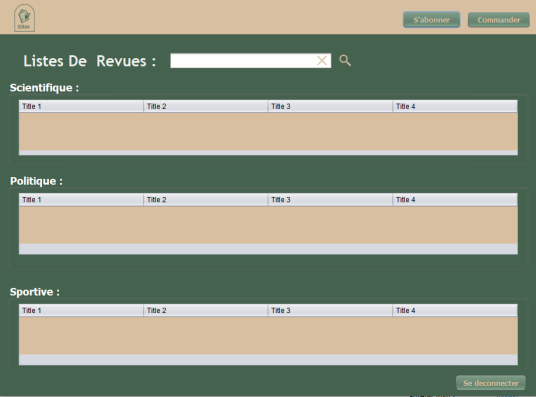 S'abonner Commander
Listes De Revues :
Scientifique :
Title 1 Title 2 Title 3 Title 4
Politique :
Title 1 Title 2 Title 3 Title 4
Sportive :
Title 1 Title 2 Title 3 Title 4
Se deconnecter